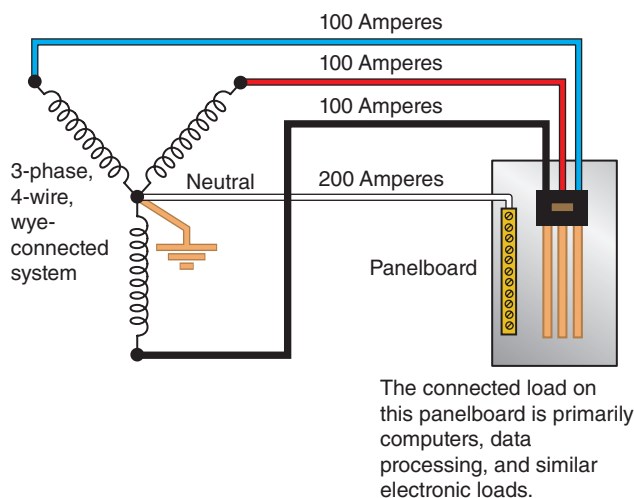 100 Amperes
100 Amperes
100 Amperes
3-phase,
4-wire,
wye-
connected
system
Neutral
200 Amperes
Panelboard
The connected load on
this panelboard is primarily
computers, data
processing, and similar
electronic loads.